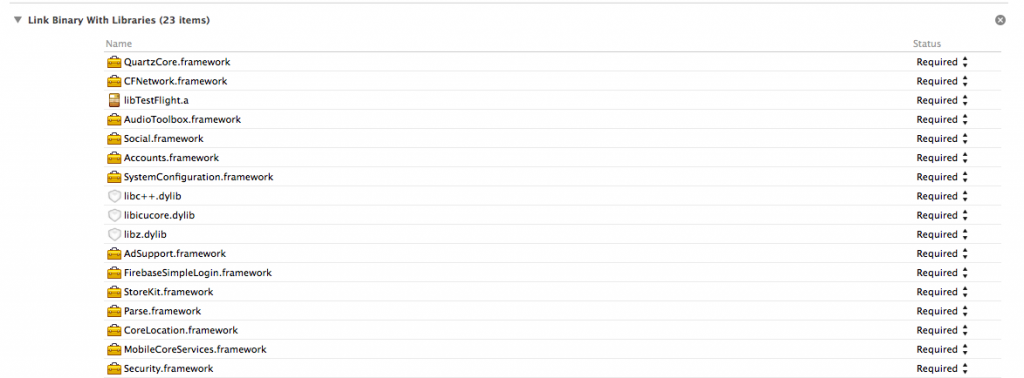 Link Binary With Libraries (23 items)
Name Status
QuartzCore.framework Required
CFNetwork.framework Required
libTestFlight.a Required
AudioToolbox.framework Required
Social.framework Required
Accounts.framework Required
SystemConfiguration.framework Required
libc++.dylib Required
libicucore.dylib Required
libz.dylib Required
AdSupport.framework Required
FirebaseSimpleLogin.framework Required
StoreKit.framework Required
Parse.framework Required
CoreLocation.framework Required
MobileCoreServices.framework Required
Security.framework Required